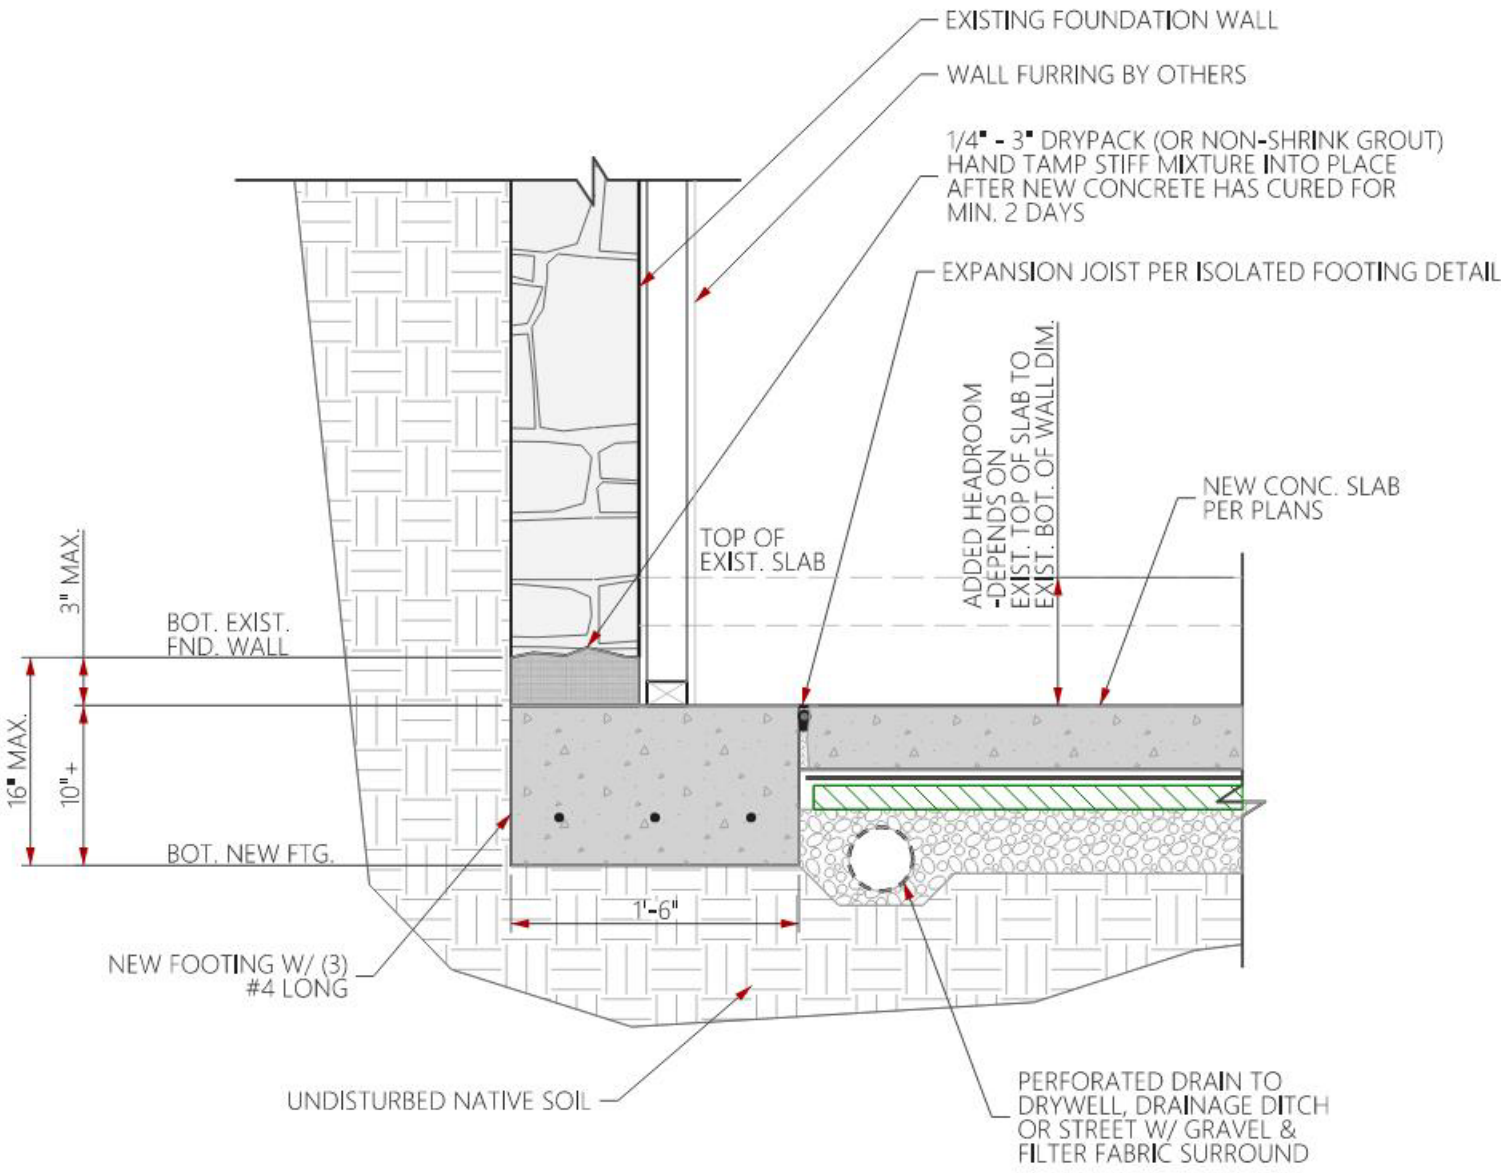 EXISTING FOUNDATION WALL
WALL FURRING BY OTHERS
1/4" - 3" DRYPACK (OR NON-SHRINK GROUT)
HAND TAMP STIFF MIXTURE INTO PLACE
AFTER NEW CONCRETE HAS CURED FOR
MIN. 2 DAYS
EXPANSION JOIST PER ISOLATED FOOTING DETAIL
ADDED HEADROOM
-DEPENDS ON
EXIST. TOP OF SLAB TO
EXIST. BOT. OF WALL DIM.
NEW CONC. SLAB
PER PLANS
TOP OF
EXIST. SLAB
3" MAX.
BOT. EXIST.
FND. WALL
16" MAX.
10"+
BOT. NEW FTG.
1'-6"
NEW FOOTING W/ (3)
#4 LONG
UNDISTURBED NATIVE SOIL
PERFORATED DRAIN TO
DRYWELL, DRAINAGE DITCH
OR STREET W/ GRAVEL &
FILTER FABRIC SURROUND